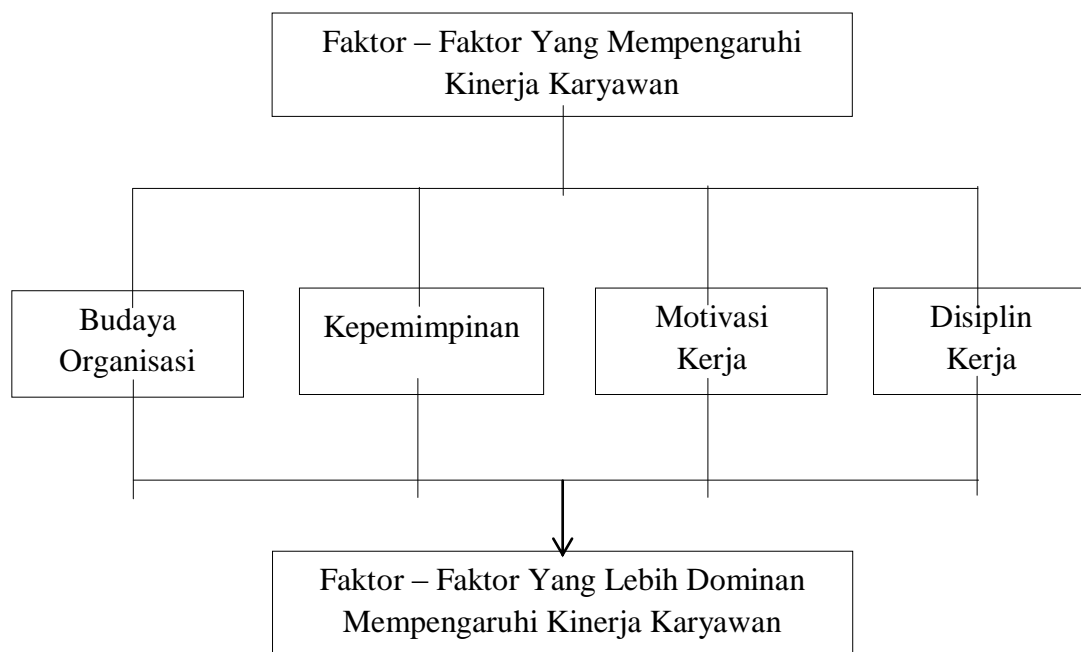 Faktor – Faktor Yang Mempengaruhi
Kinerja Karyawan
Budaya
Organisasi
Kepemimpinan
Motivasi
Kerja
Disiplin
Kerja
Faktor – Faktor Yang Lebih Dominan
Mempengaruhi Kinerja Karyawan